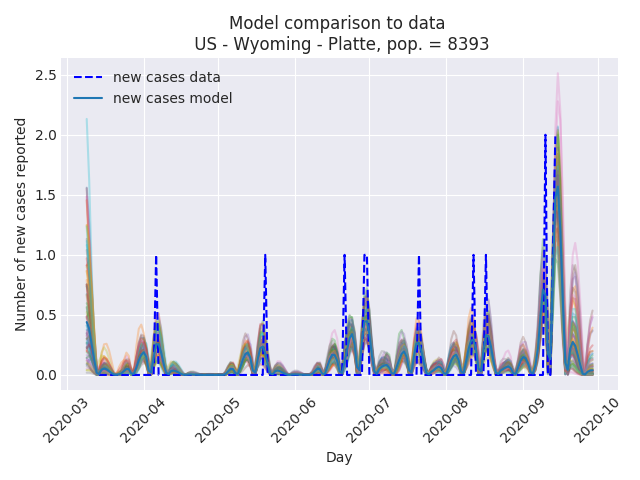 Model comparison to data
US - Wyoming - Platte, pop. = 8393
new cases data
new cases model
Number of new cases reported
2.5
2.0
1.5
1.0
0.5
0.0
2020-03
2020-04
2020-05
2020-06
2020-07
2020-08
2020-09
2020-10
Day